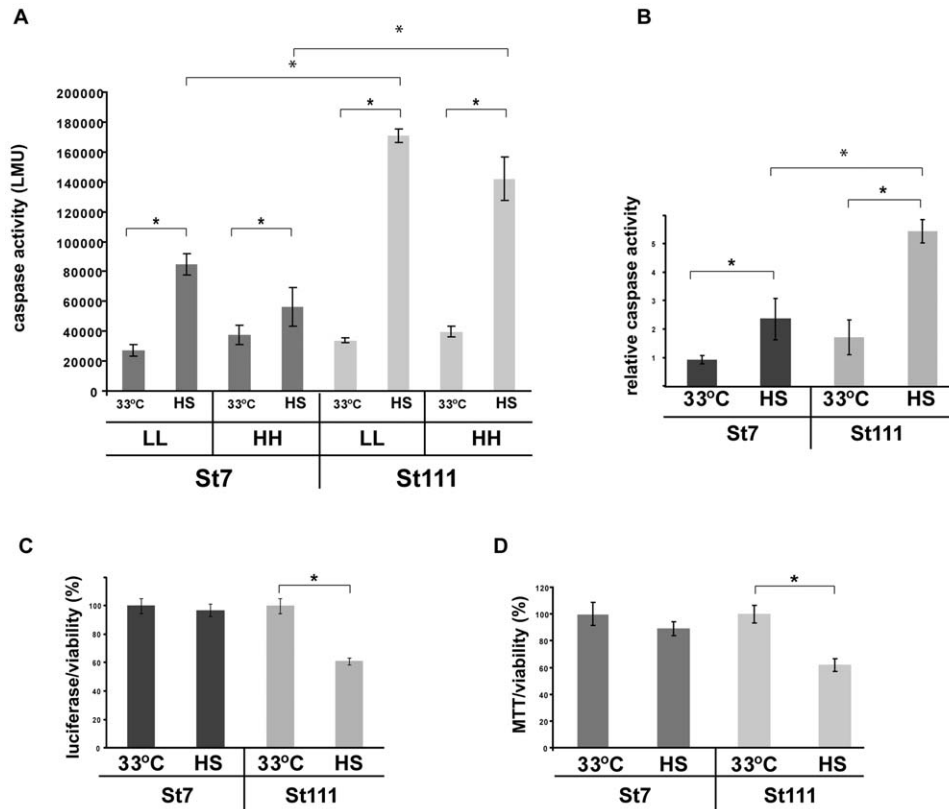 A
*
*
caspase activity (LMU)
200000
180000
160000
140000
120000
100000
80000
60000
40000
20000
0
* * * *
33ºC HS 33ºC HS 33ºC HS 33ºC HS
LL HH LL HH
St7 St111
B
*
*
*
relative caspase activity
5
4
3
2
1
33ºC HS 33ºC HS
St7 St111
C
*
luciferase/viability (%)
100
80
60
40
20
0
33ºC HS 33ºC HS
St7 St111
D
*
MTT/viability (%)
120
100
80
60
40
20
0
33ºC HS 33ºC HS
St7 St111